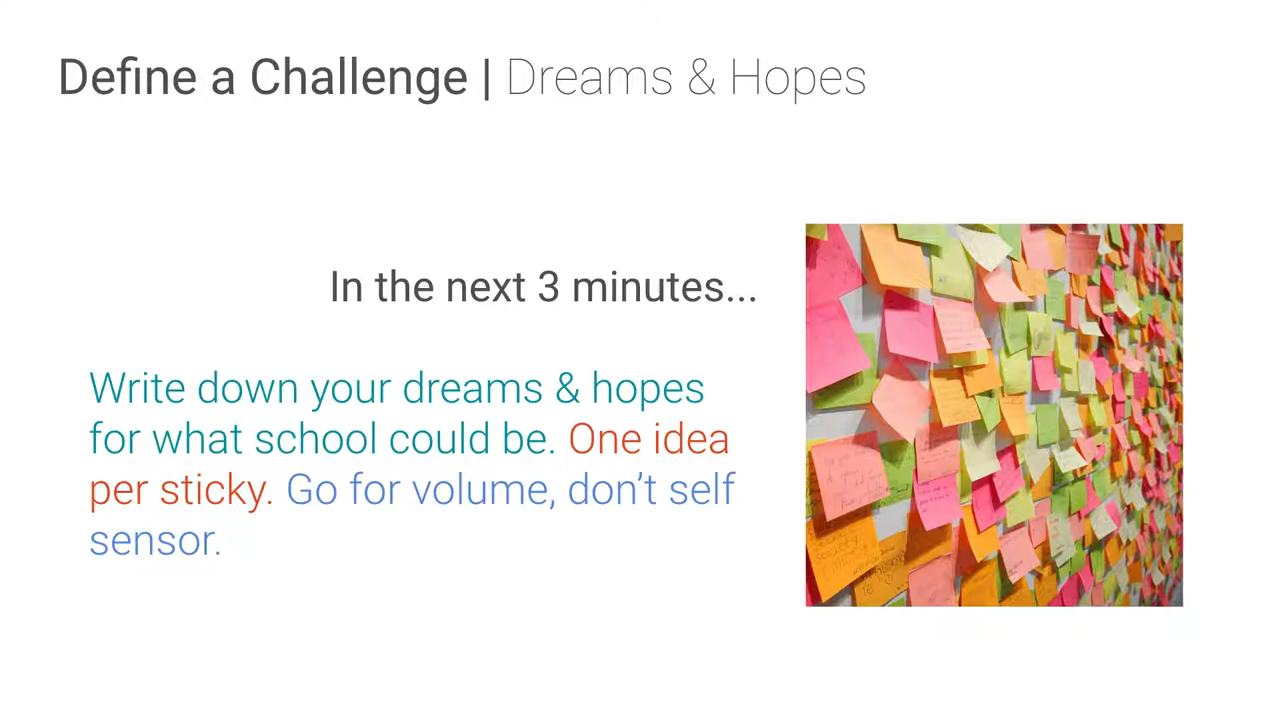 Define a Challenge | Dreams & Hopes
In the next 3 minutes...
Write down your dreams & hopes
for what school could be. One idea
per sticky. Go for volume, don't self
sensor.